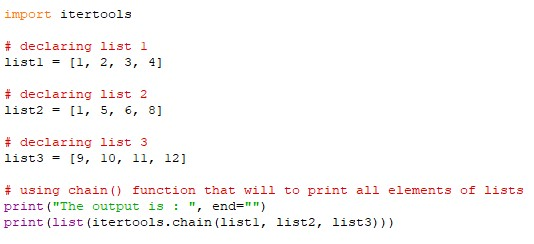 import itertools
# declaring list 1
list1 = [1, 2, 3, 4]
# declaring list 2
list2 = [1, 5, 6, 8]
# declaring list 3
list3 = [9, 10, 11, 12]
# using chain() function that will to print all elements of lists
print("The output is : ", end="")
print(list(itertools.chain(list1, list2, list3)))